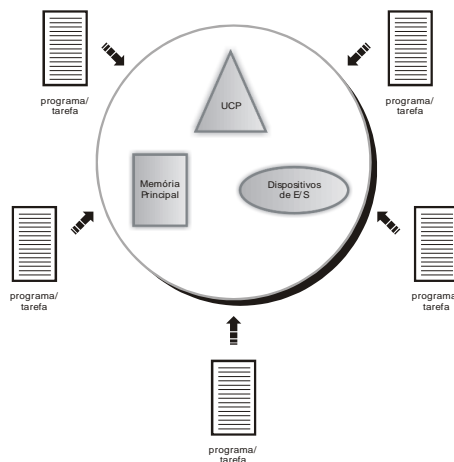 programa/
tarefa
programa/
tarefa
UCP
Memória
Principal
Dispositivos
de E/S
programa/
tarefa
programa/
tarefa
programa/
tarefa